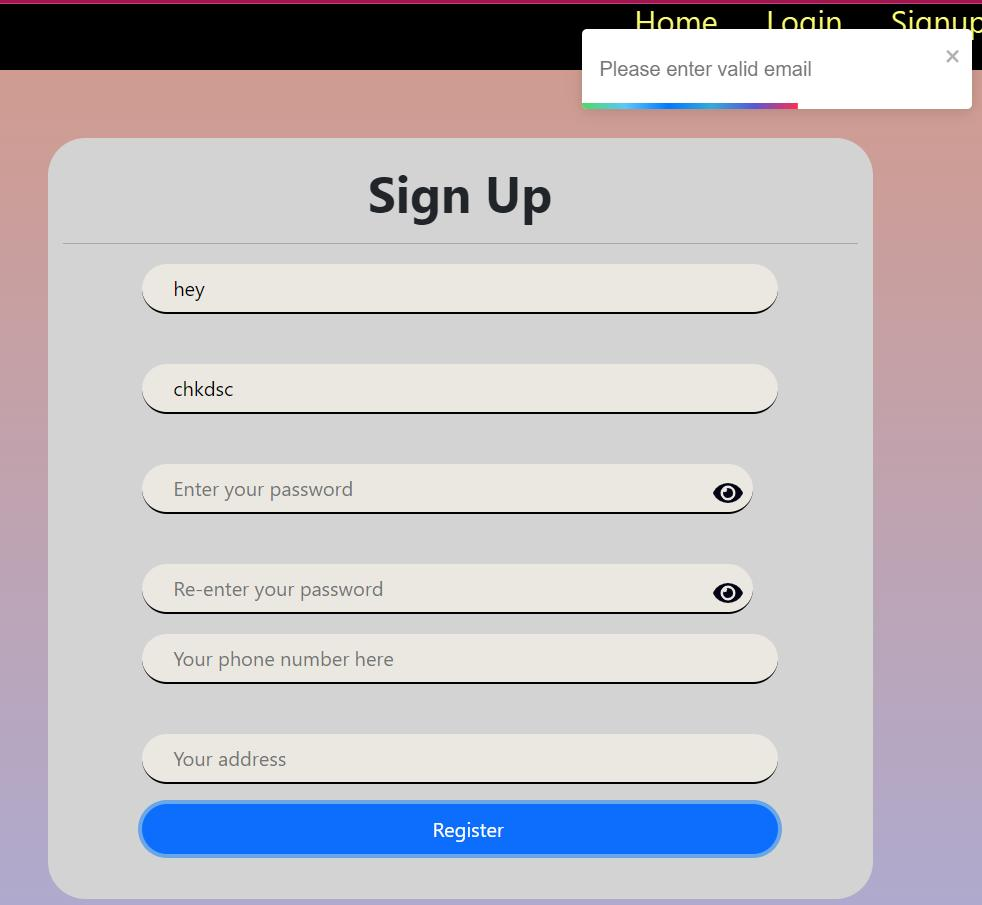 Home Login Signup
Please enter valid email ×
Sign Up
hey
chkdsc
Enter your password
Re-enter your password
Your phone number here
Your address
Register